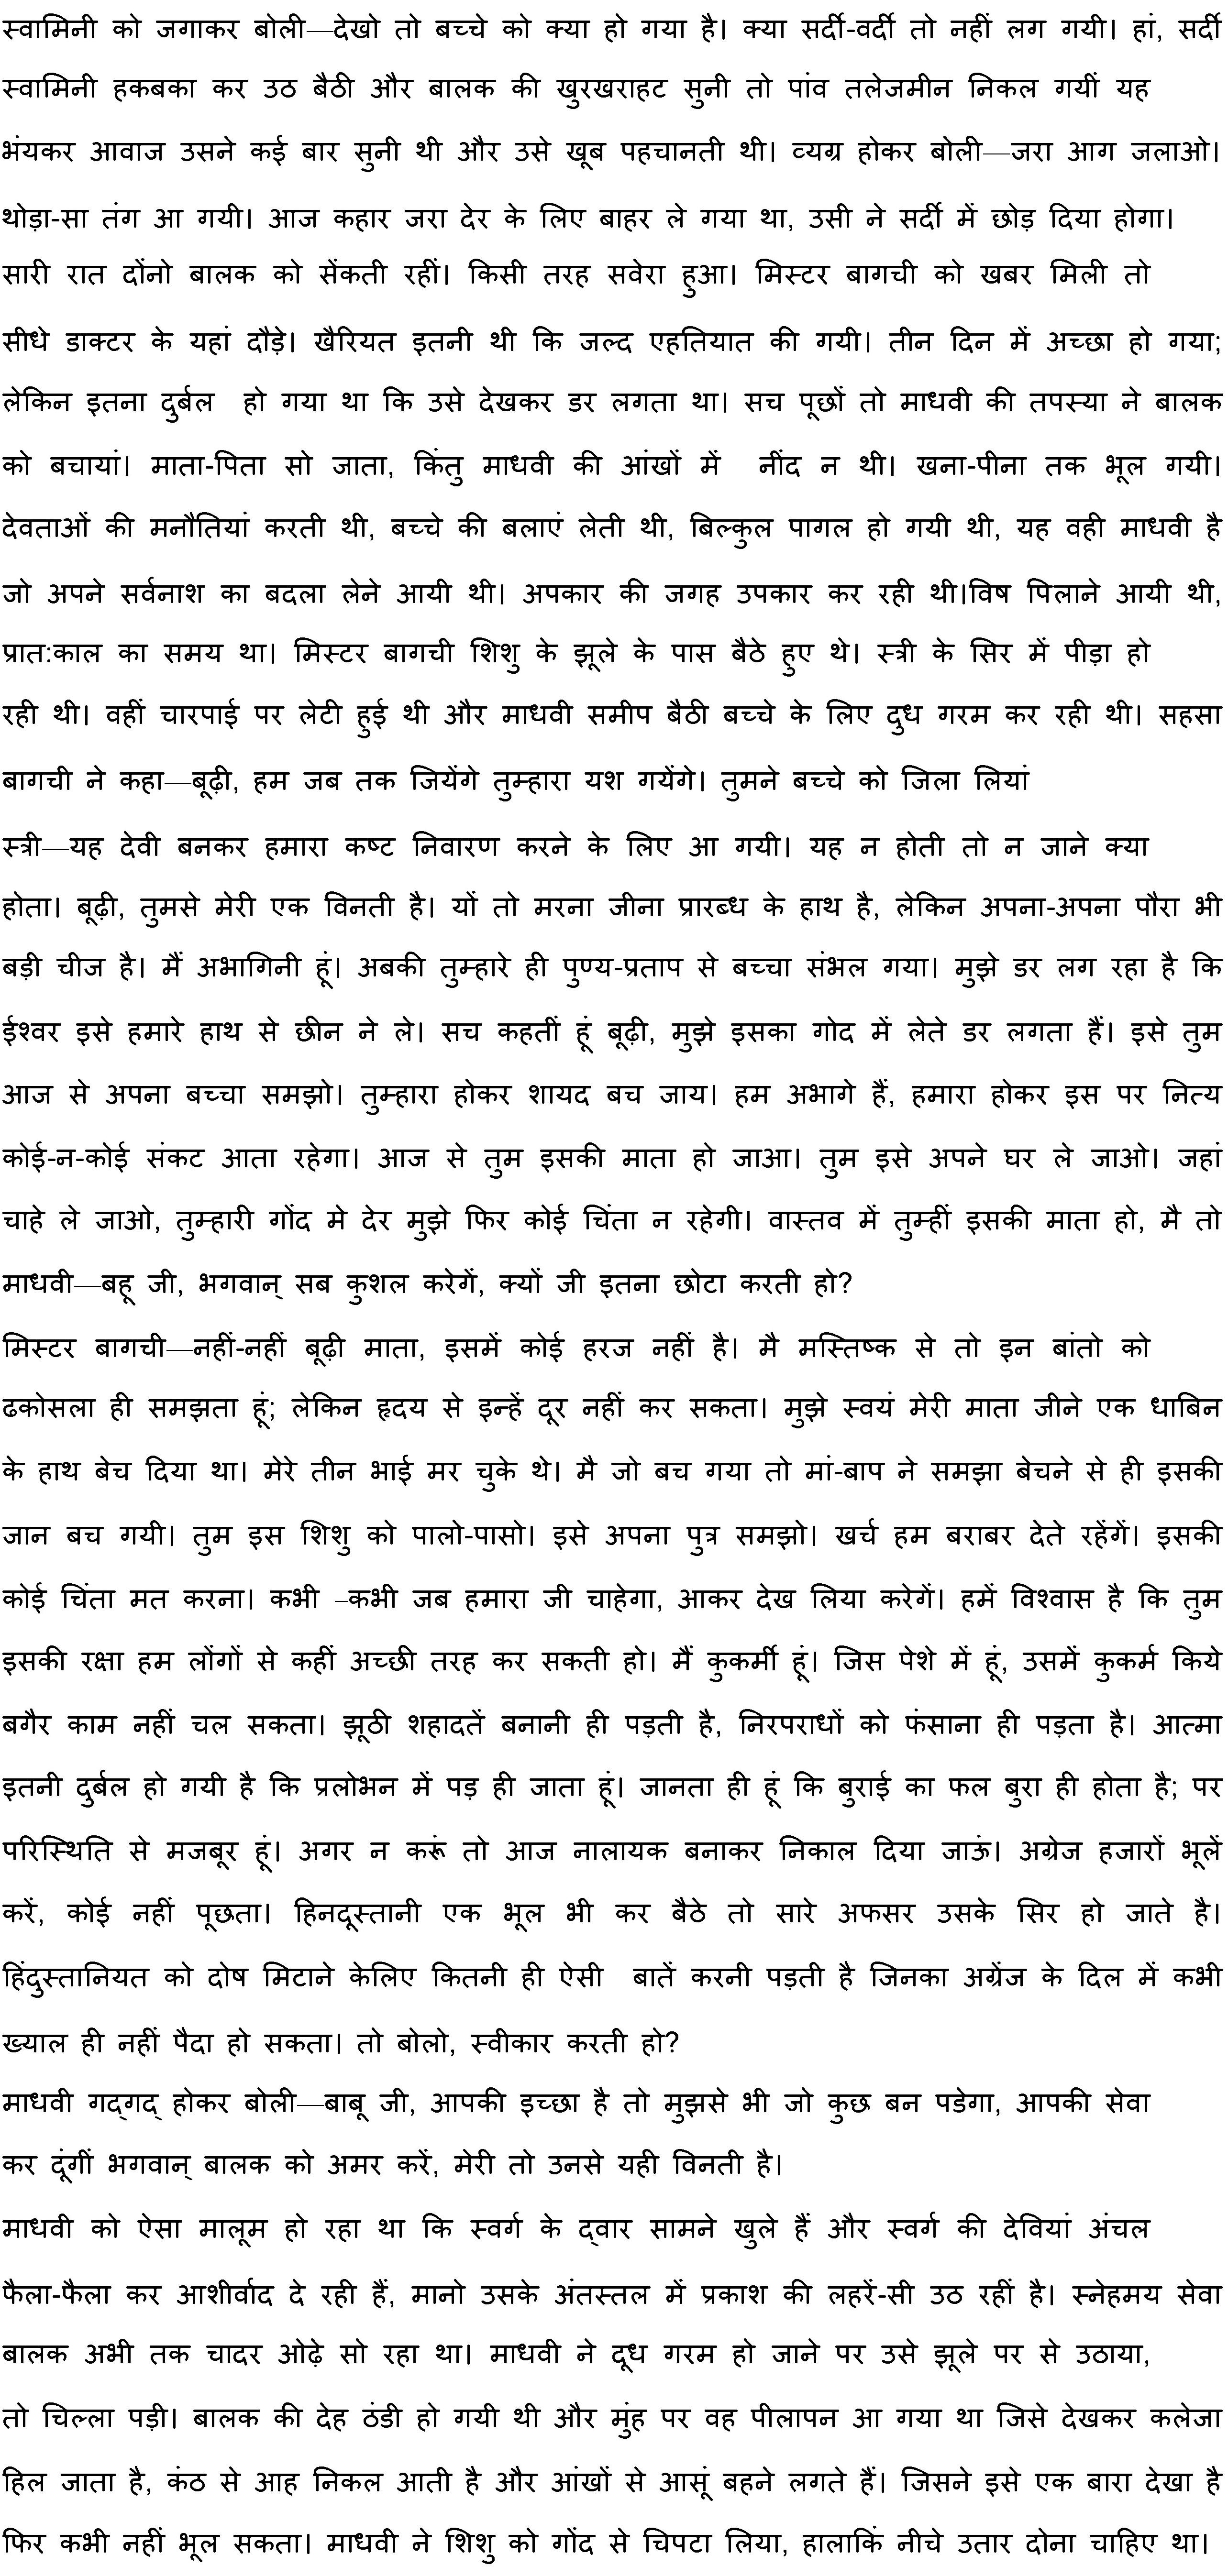 स्वामिनी को जगाकर बोली—देखो तो बच्चे को क्या हो गया है। क्या सर्दी-वर्दी तो नहीं लग गयी। हां, सर्दी
स्वामिनी हकबका कर उठ बैठी और बालक की खुरखराहट सुनी तो पांव तलेजमीन निकल गयीं यह
भंयकर आवाज उसने कई बार सुनी थी और उसे खूब पहचानती थी। व्यग्र होकर बोली—जरा आग जलाओ।
थोड़ा-सा तंग आ गयी। आज कहार जरा देर के लिए बाहर ले गया था, उसी ने सर्दी में छोड़ दिया होगा।
सारी रात दोंनो बालक को सेंकती रहीं। किसी तरह सवेरा हुआ। मिस्टर बागची को खबर मिली तो
सीधे डाक्टर के यहां दौड़े। खैरियत इतनी थी कि जल्द एहतियात की गयी। तीन दिन में अच्छा हो गया;
लेकिन इतना दुर्बल हो गया था कि उसे देखकर डर लगता था। सच पूछों तो माधवी की तपस्या ने बालक
को बचायां। माता-पिता सो जाता, किंतु माधवी की आंखों में नींद न थी। खना-पीना तक भूल गयी।
देवताओं की मनौतियां करती थी, बच्चे की बलाएं लेती थी, बिल्कुल पागल हो गयी थी, यह वही माधवी है
जो अपने सर्वनाश का बदला लेने आयी थी। अपकार की जगह उपकार कर रही थी।विष पिलाने आयी थी,
प्रात:काल का समय था। मिस्टर बागची शिशु के झूले के पास बैठे हुए थे। स्त्री के सिर में पीड़ा हो
रही थी। वहीं चारपाई पर लेटी हुई थी और माधवी समीप बैठी बच्चे के लिए दुध गरम कर रही थी। सहसा
बागची ने कहा—बूढ़ी, हम जब तक जियेंगे तुम्हारा यश गयेंगे। तुमने बच्चे को जिला लियां
स्त्री—यह देवी बनकर हमारा कष्ट निवारण करने के लिए आ गयी। यह न होती तो न जाने क्या
होता। बूढ़ी, तुमसे मेरी एक विनती है। यों तो मरना जीना प्रारब्ध के हाथ है, लेकिन अपना-अपना पौरा भी
बड़ी चीज है। मैं अभागिनी हूं। अबकी तुम्हारे ही पुण्य-प्रताप से बच्चा संभल गया। मुझे डर लग रहा है कि
ईश्वर इसे हमारे हाथ से छीन ने ले। सच कहतीं हूं बूढ़ी, मुझे इसका गोद में लेते डर लगता हैं। इसे तुम
आज से अपना बच्चा समझो। तुम्हारा होकर शायद बच जाय। हम अभागे हैं, हमारा होकर इस पर नित्य
कोई-न-कोई संकट आता रहेगा। आज से तुम इसकी माता हो जाआ। तुम इसे अपने घर ले जाओ। जहां
चाहे ले जाओ, तुम्हारी गोंद मे देर मुझे फिर कोई चिंता न रहेगी। वास्तव में तुम्हीं इसकी माता हो, मै तो
माधवी—बहू जी, भगवान् सब कुशल करेगें, क्यों जी इतना छोटा करती हो?
मिस्टर बागची—नहीं-नहीं बूढ़ी माता, इसमें कोई हरज नहीं है। मै मस्तिष्क से तो इन बांतो को
ढकोसला ही समझता हूं; लेकिन हृदय से इन्हें दूर नहीं कर सकता। मुझे स्वयं मेरी माता जीने एक धाबिन
के हाथ बेच दिया था। मेरे तीन भाई मर चुके थे। मै जो बच गया तो मां-बाप ने समझा बेचने से ही इसकी
जान बच गयी। तुम इस शिशु को पालो-पासो। इसे अपना पुत्र समझो। खर्च हम बराबर देते रहेंगें। इसकी
कोई चिंता मत करना। कभी –कभी जब हमारा जी चाहेगा, आकर देख लिया करेगें। हमें विश्वास है कि तुम
इसकी रक्षा हम लोंगों से कहीं अच्छी तरह कर सकती हो। मैं कुकर्मी हूं। जिस पेशे में हूं, उसमें कुकर्म किये
बगैर काम नहीं चल सकता। झूठी शहादतें बनानी ही पड़ती है, निरपराधों को फंसाना ही पड़ता है। आत्मा
इतनी दुर्बल हो गयी है कि प्रलोभन में पड़ ही जाता हूं। जानता ही हूं कि बुराई का फल बुरा ही होता है; पर
परिस्थिति से मजबूर हूं। अगर न करूं तो आज नालायक बनाकर निकाल दिया जाऊं। अग्रेज हजारों भूलें
करें, कोई नहीं पूछता। हिनदूस्तानी एक भूल भी कर बैठे तो सारे अफसर उसके सिर हो जाते है।
हिंदुस्तानियत को दोष मिटाने केलिए कितनी ही ऐसी बातें करनी पड़ती है जिनका अग्रेंज के दिल में कभी
ख्याल ही नहीं पैदा हो सकता। तो बोलो, स्वीकार करती हो?
माधवी गद्गद् होकर बोली—बाबू जी, आपकी इच्छा है तो मुझसे भी जो कुछ बन पडेगा, आपकी सेवा
कर दूंगीं भगवान् बालक को अमर करें, मेरी तो उनसे यही विनती है।
माधवी को ऐसा मालूम हो रहा था कि स्वर्ग के द्वार सामने खुले हैं और स्वर्ग की देवियां अंचल
फैला-फैला कर आशीर्वाद दे रही हैं, मानो उसके अंतस्तल में प्रकाश की लहरें-सी उठ रहीं है। स्नेहमय सेवा
बालक अभी तक चादर ओढ़े सो रहा था। माधवी ने दूध गरम हो जाने पर उसे झूले पर से उठाया,
तो चिल्ला पड़ी। बालक की देह ठंडी हो गयी थी और मुंह पर वह पीलापन आ गया था जिसे देखकर कलेजा
हिल जाता है, कंठ से आह निकल आती है और आंखों से आसूं बहने लगते हैं। जिसने इसे एक बारा देखा है
फिर कभी नहीं भूल सकता। माधवी ने शिशु को गोंद से चिपटा लिया, हालाकिं नीचे उतार दोना चाहिए था।